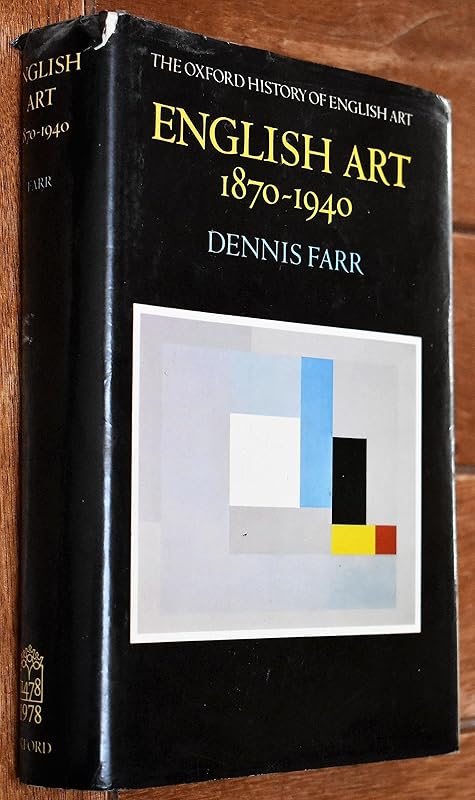 THE OXFORD HISTORY OF ENGLISH ART
ENGLISH ART
1870-1940
DENNIS FARR
ENGLISH
ART
1870-1940
FARR
1478
1978
OXFORD